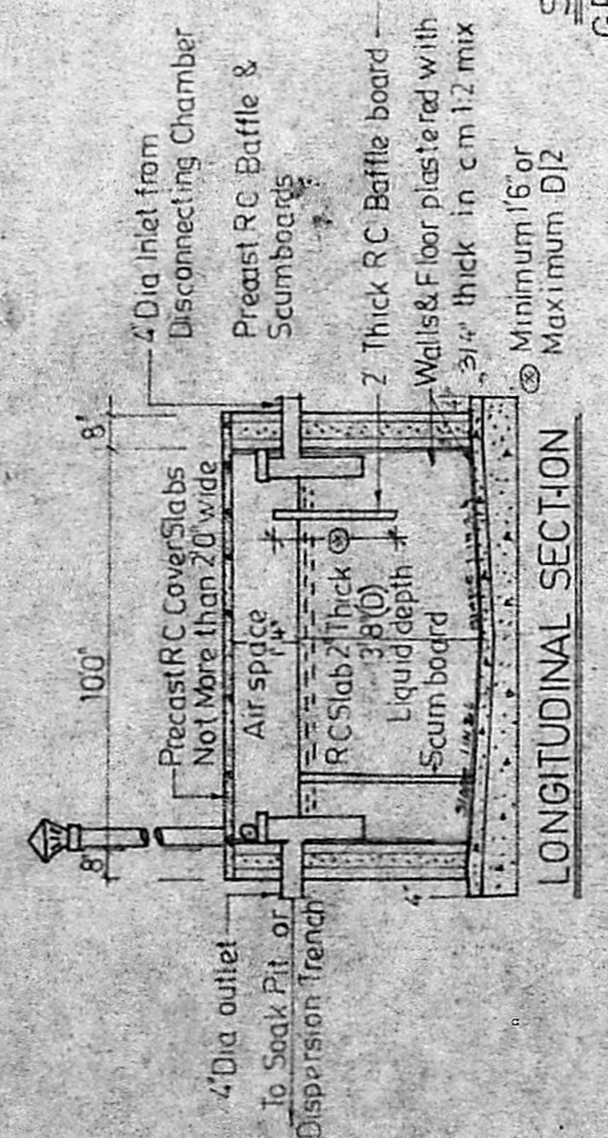 4"Dia Inlet from
Disconnecting Chamber
Precast RC Baffle &
Scumboards
2" Thick RC Baffle board
Walls & Floor plastered with
3/4" thick in cm 1:2 mix
Minimum 1'6" or
Maximum D/2
8"
10'0"
8"
Precast RC Cover Slabs
Not More than 2'0" wide
Air space
1'4"
RC Slab 2" Thick
3'8"(D)
Liquid depth
Scum board
4"Dia outlet
To Soak Pit or
Dispersion Trench
4"
LONGITUDINAL SECTION